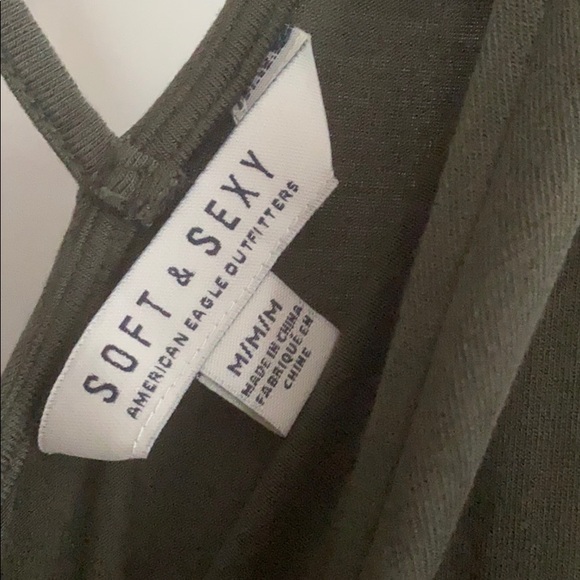 SOFT & SEXY
AMERICAN EAGLE OUTFITTERS
M/M/M
MADE IN CHINA
FABRIQUÉ EN
CHINE